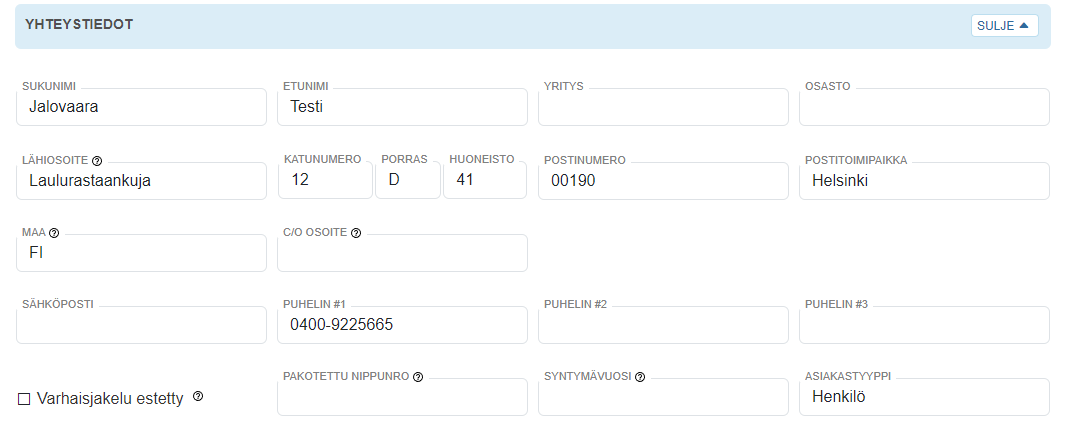 YHTEYSTIEDOT SULJE
SUKUNIMI ETUNIMI YRITYS OSASTO
Jalovaara Testi
LÄHIOSOITE KATUNUMERO PORRAS HUONEISTO POSTINUMERO POSTITOIMIPAIKKA
Laulurastaankuja 12 D 41 00190 Helsinki
MAA C/O OSOITE
FI
SÄHKÖPOSTI PUHELIN #1 PUHELIN #2 PUHELIN #3
0400-9225665
PAKOTETTU NIPPUNRO SYNTYMÄVUOSI ASIAKASTYYPPI
Varhaisjakelu estetty Henkilö